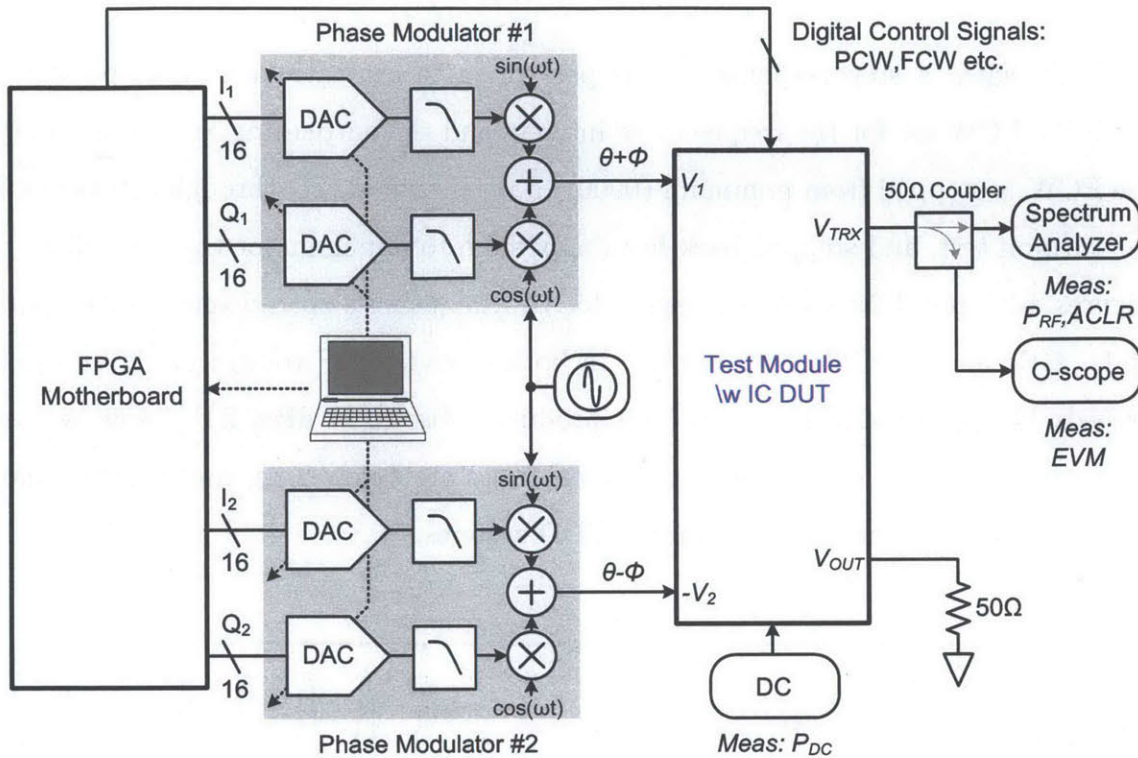 Phase Modulator #1
Digital Control Signals:
PCW,FCW etc.
sin(ωt)
I1
DAC
16
θ+Φ
V1
50Ω Coupler
Spectrum
Analyzer
VTRX
Q1
DAC
16
cos(ωt)
Meas:
PRF,ACLR
FPGA
Motherboard
Test Module
\w IC DUT
O-scope
Meas:
EVM
sin(ωt)
I2
DAC
16
θ-Φ
-V2
VOUT
50Ω
Q2
DAC
16
cos(ωt)
DC
Phase Modulator #2
Meas: PDC